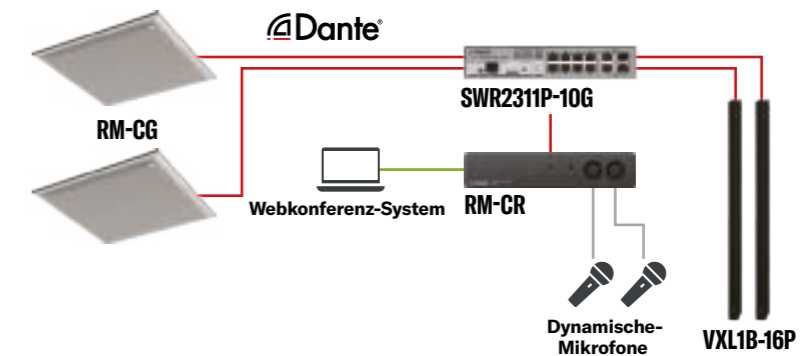 Dante®
SWR2311P-10G
RM-CG
Webkonferenz-System
RM-CR
Dynamische-
Mikrofone
VXL1B-16P